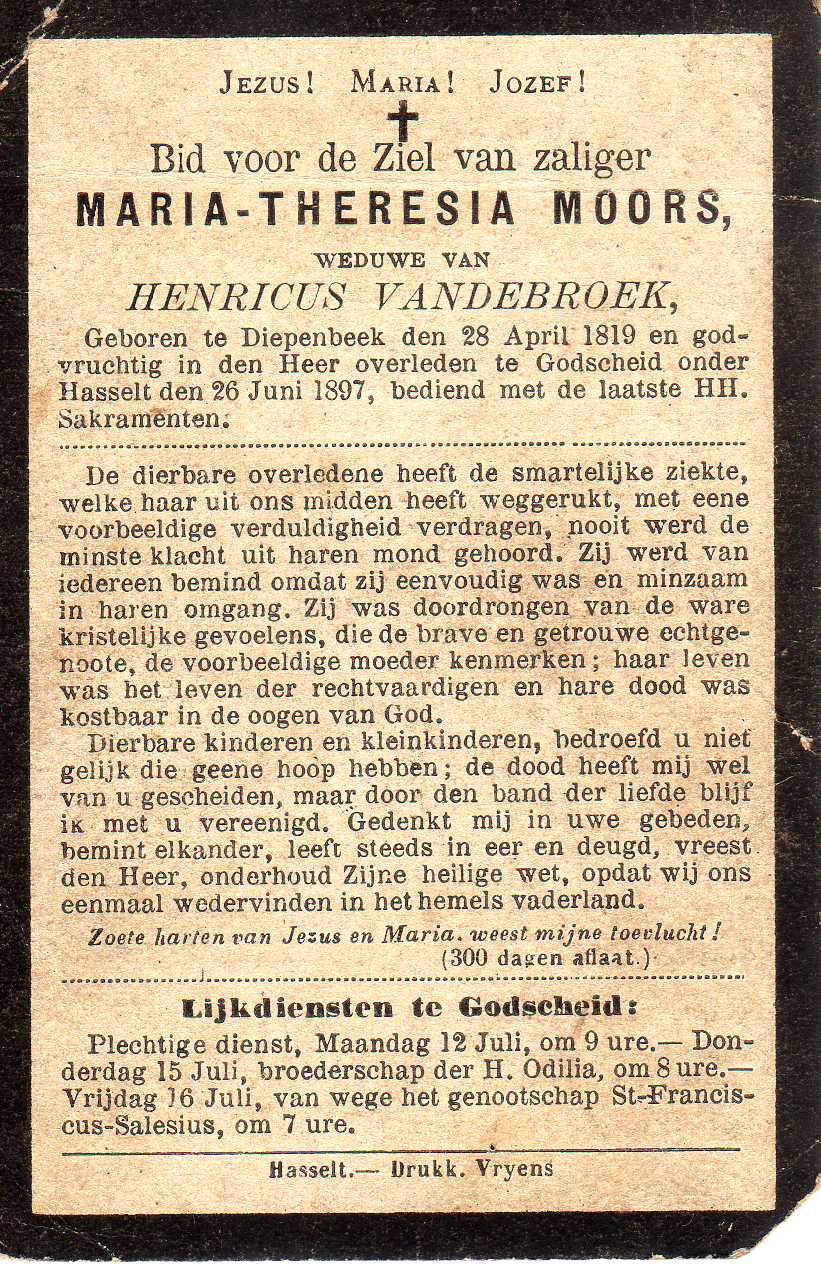 JEZUS! MARIA! JOZEF!
Bid voor de Ziel van zaliger
MARIA-THERESIA MOORS,
WEDUWE VAN
HENRICUS VANDEBROEK,
Geboren te Diepenbeek den 28 April 1819 en god-
vruchtig in den Heer overleden te Godscheid onder
Hasselt den 26 Juni 1897, bediend met de laatste HH.
Sakramenten.
De dierbare overledene heeft de smartelijke ziekte,
welke haar uit ons midden heeft weggerukt, met eene
voorbeeldige verduldigheid verdragen, nooit werd de
minste klacht uit haren mond gehoord. Zij werd van
iedereen bemind omdat zij eenvoudig was en minzaam
in haren omgang. Zij was doordrongen van de ware
kristelijke gevoelens, die de brave en getrouwe echtge-
noote, de voorbeeldige moeder kenmerken; haar leven
was het leven der rechtvaardigen en hare dood was
kostbaar in de oogen van God.
Dierbare kinderen en kleinkinderen, bedroefd u niet
gelijk die geene hoop hebben; de dood heeft mij wel
van u gescheiden, maar door den band der liefde blijf
ik met u vereenigd. Gedenkt mij in uwe gebeden,
bemint elkander, leeft steeds in eer en deugd, vreest
den Heer, onderhoud Zijne heilige wet, opdat wij ons
eenmaal wedervinden in het hemels vaderland.
Zoete harten van Jezus en Maria. weest mijne toevlucht!
(300 dagen aflaat.)
Lijkdiensten te Godscheid:
Plechtige dienst, Maandag 12 Juli, om 9 ure.— Don-
derdag 15 Juli, broederschap der H. Odilia, om 8 ure.—
Vrijdag 16 Juli, van wege het genootschap St-Francis-
cus-Salesius, om 7 ure.
Hasselt.— Drukk. Vryens